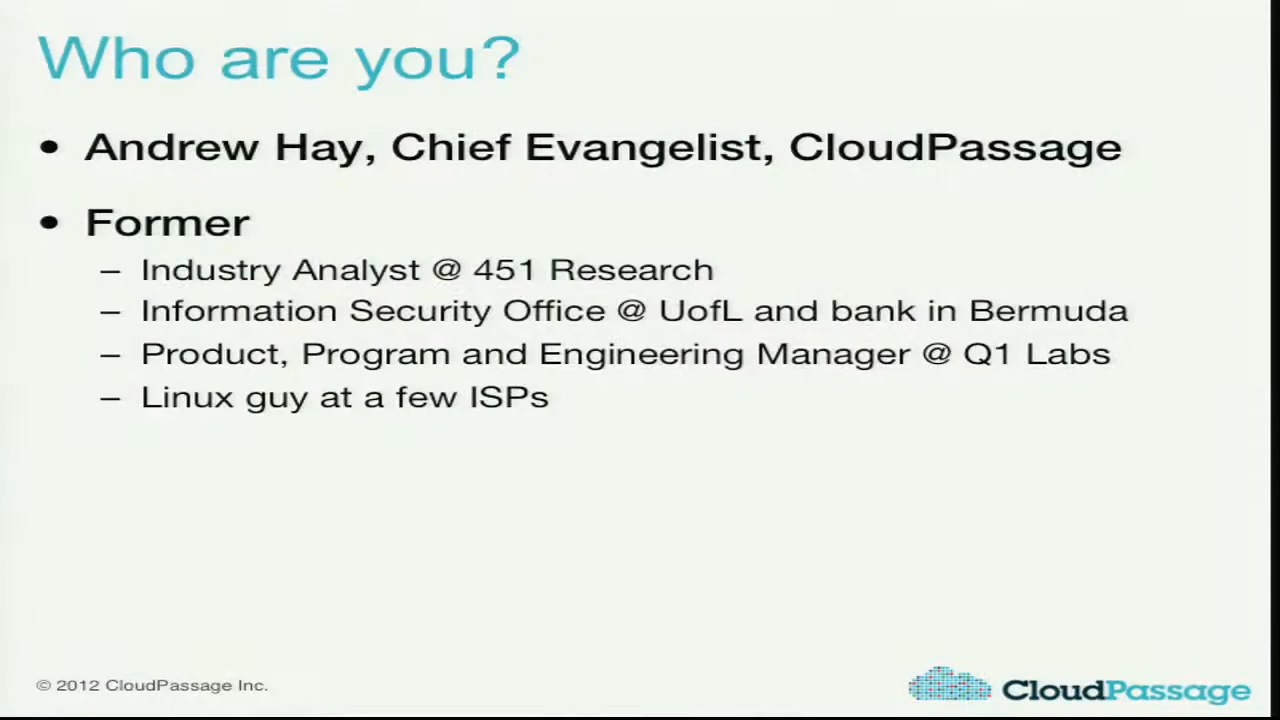 Who are you?
• Andrew Hay, Chief Evangelist, CloudPassage
• Former
– Industry Analyst @ 451 Research
– Information Security Office @ UofL and bank in Bermuda
– Product, Program and Engineering Manager @ Q1 Labs
– Linux guy at a few ISPs
© 2012 CloudPassage Inc.
CloudPassage